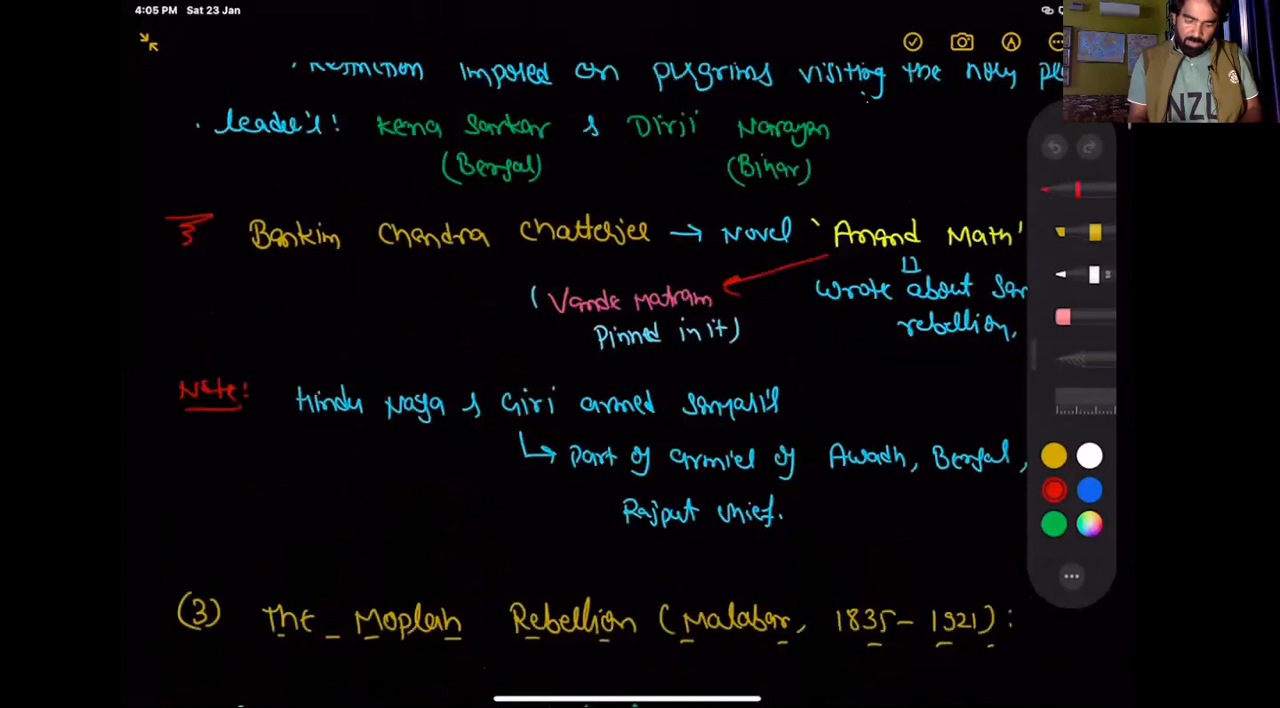 4:05 PM Sat 23 Jan
imposed on pilgrims visiting the holy
. leader's! Kena Sarkar & Dirji Narayan
(Bengal) (Bihar)
Bankim Chandra Chatterjee → Novel 'Anand Math'
(Vande Matram wrote about San
Pinned in it) rebellion.
Note! Hindu Naga & Giri armed Sanyasi's
↳ Part of armies of Awadh, Bengal,
Rajput chief.
(3) The Moplah Rebellion (Malabar, 1835-1921):
NZL